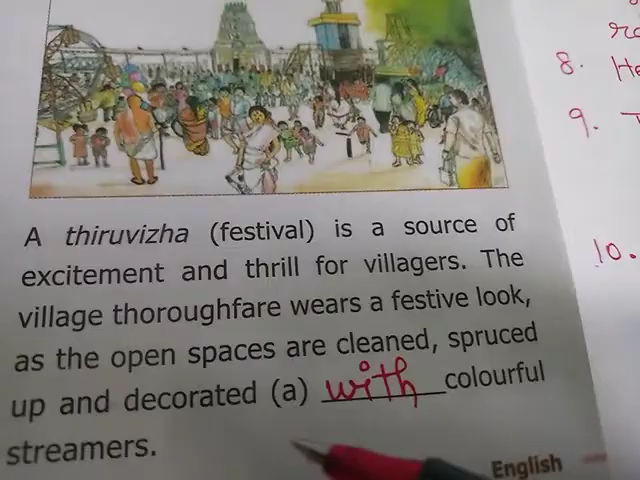 A thiruvizha (festival) is a source of
excitement and thrill for villagers. The
village thoroughfare wears a festive look,
as the open spaces are cleaned, spruced
up and decorated (a) with colourful
streamers.
English
8. He
9.
10.